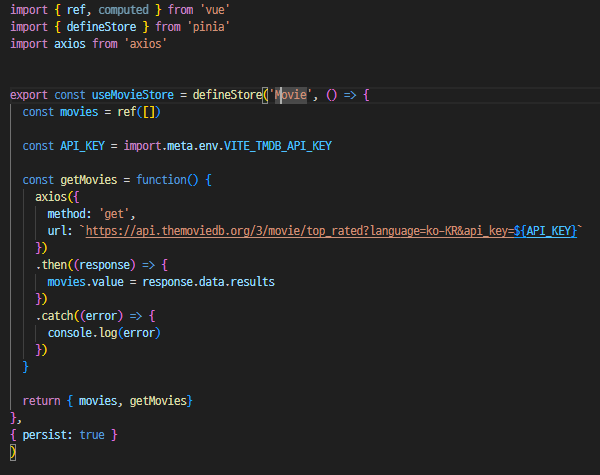 import { ref, computed } from 'vue'
import { defineStore } from 'pinia'
import axios from 'axios'
export const useMovieStore = defineStore('Movie', () => {
const movies = ref([])
const API_KEY = import.meta.env.VITE_TMDB_API_KEY
const getMovies = function() {
axios({
method: 'get',
url: `https://api.themoviedb.org/3/movie/top_rated?language=ko-KR&api_key=${API_KEY}`
})
.then((response) => {
movies.value = response.data.results
})
.catch((error) => {
console.log(error)
})
}
return { movies, getMovies}
},
{ persist: true }
)